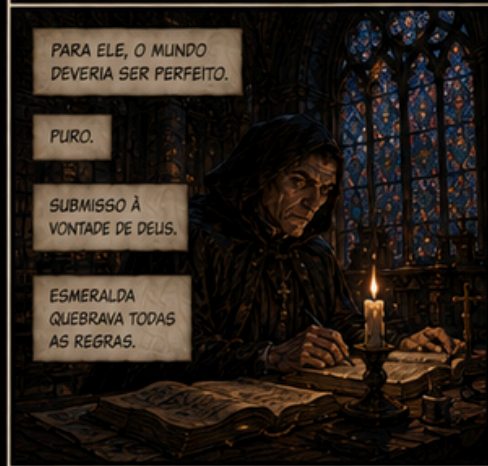 PARA ELE, O MUNDO
DEVERIA SER PERFEITO.
PURO.
SUBMISSO À
VONTADE DE DEUS.
ESMERALDA
QUEBRAVA TODAS
AS REGRAS.